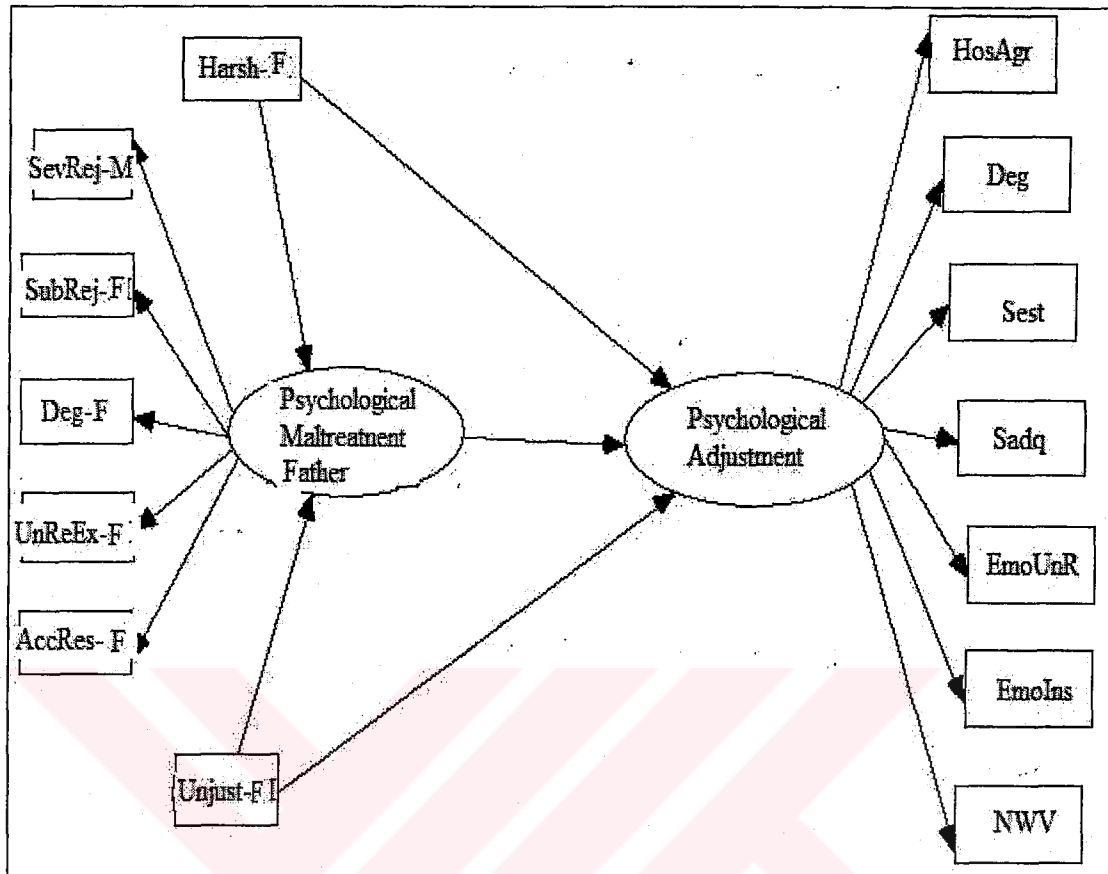 Harsh-F
HosAgr
SevRej-M
Deg
SubRej-FI
Sest
Deg-F
Psychological
Maltreatment
Father
Psychological
Adjustment
Sadq
UnReEx-F
EmoUnR
AccRes-F
EmoIns
Unjust-FI
NWV